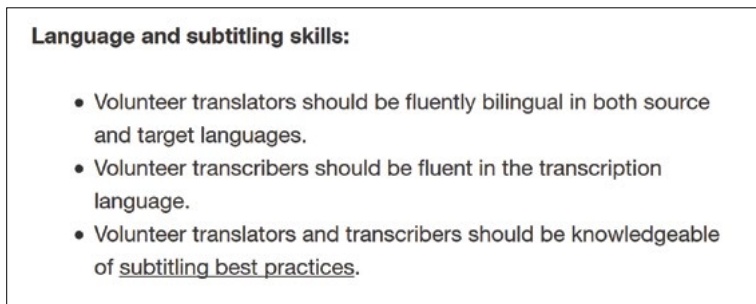 Language and subtitling skills:
• Volunteer translators should be fluently bilingual in both source
and target languages.
• Volunteer transcribers should be fluent in the transcription
language.
• Volunteer translators and transcribers should be knowledgeable
of subtitling best practices.